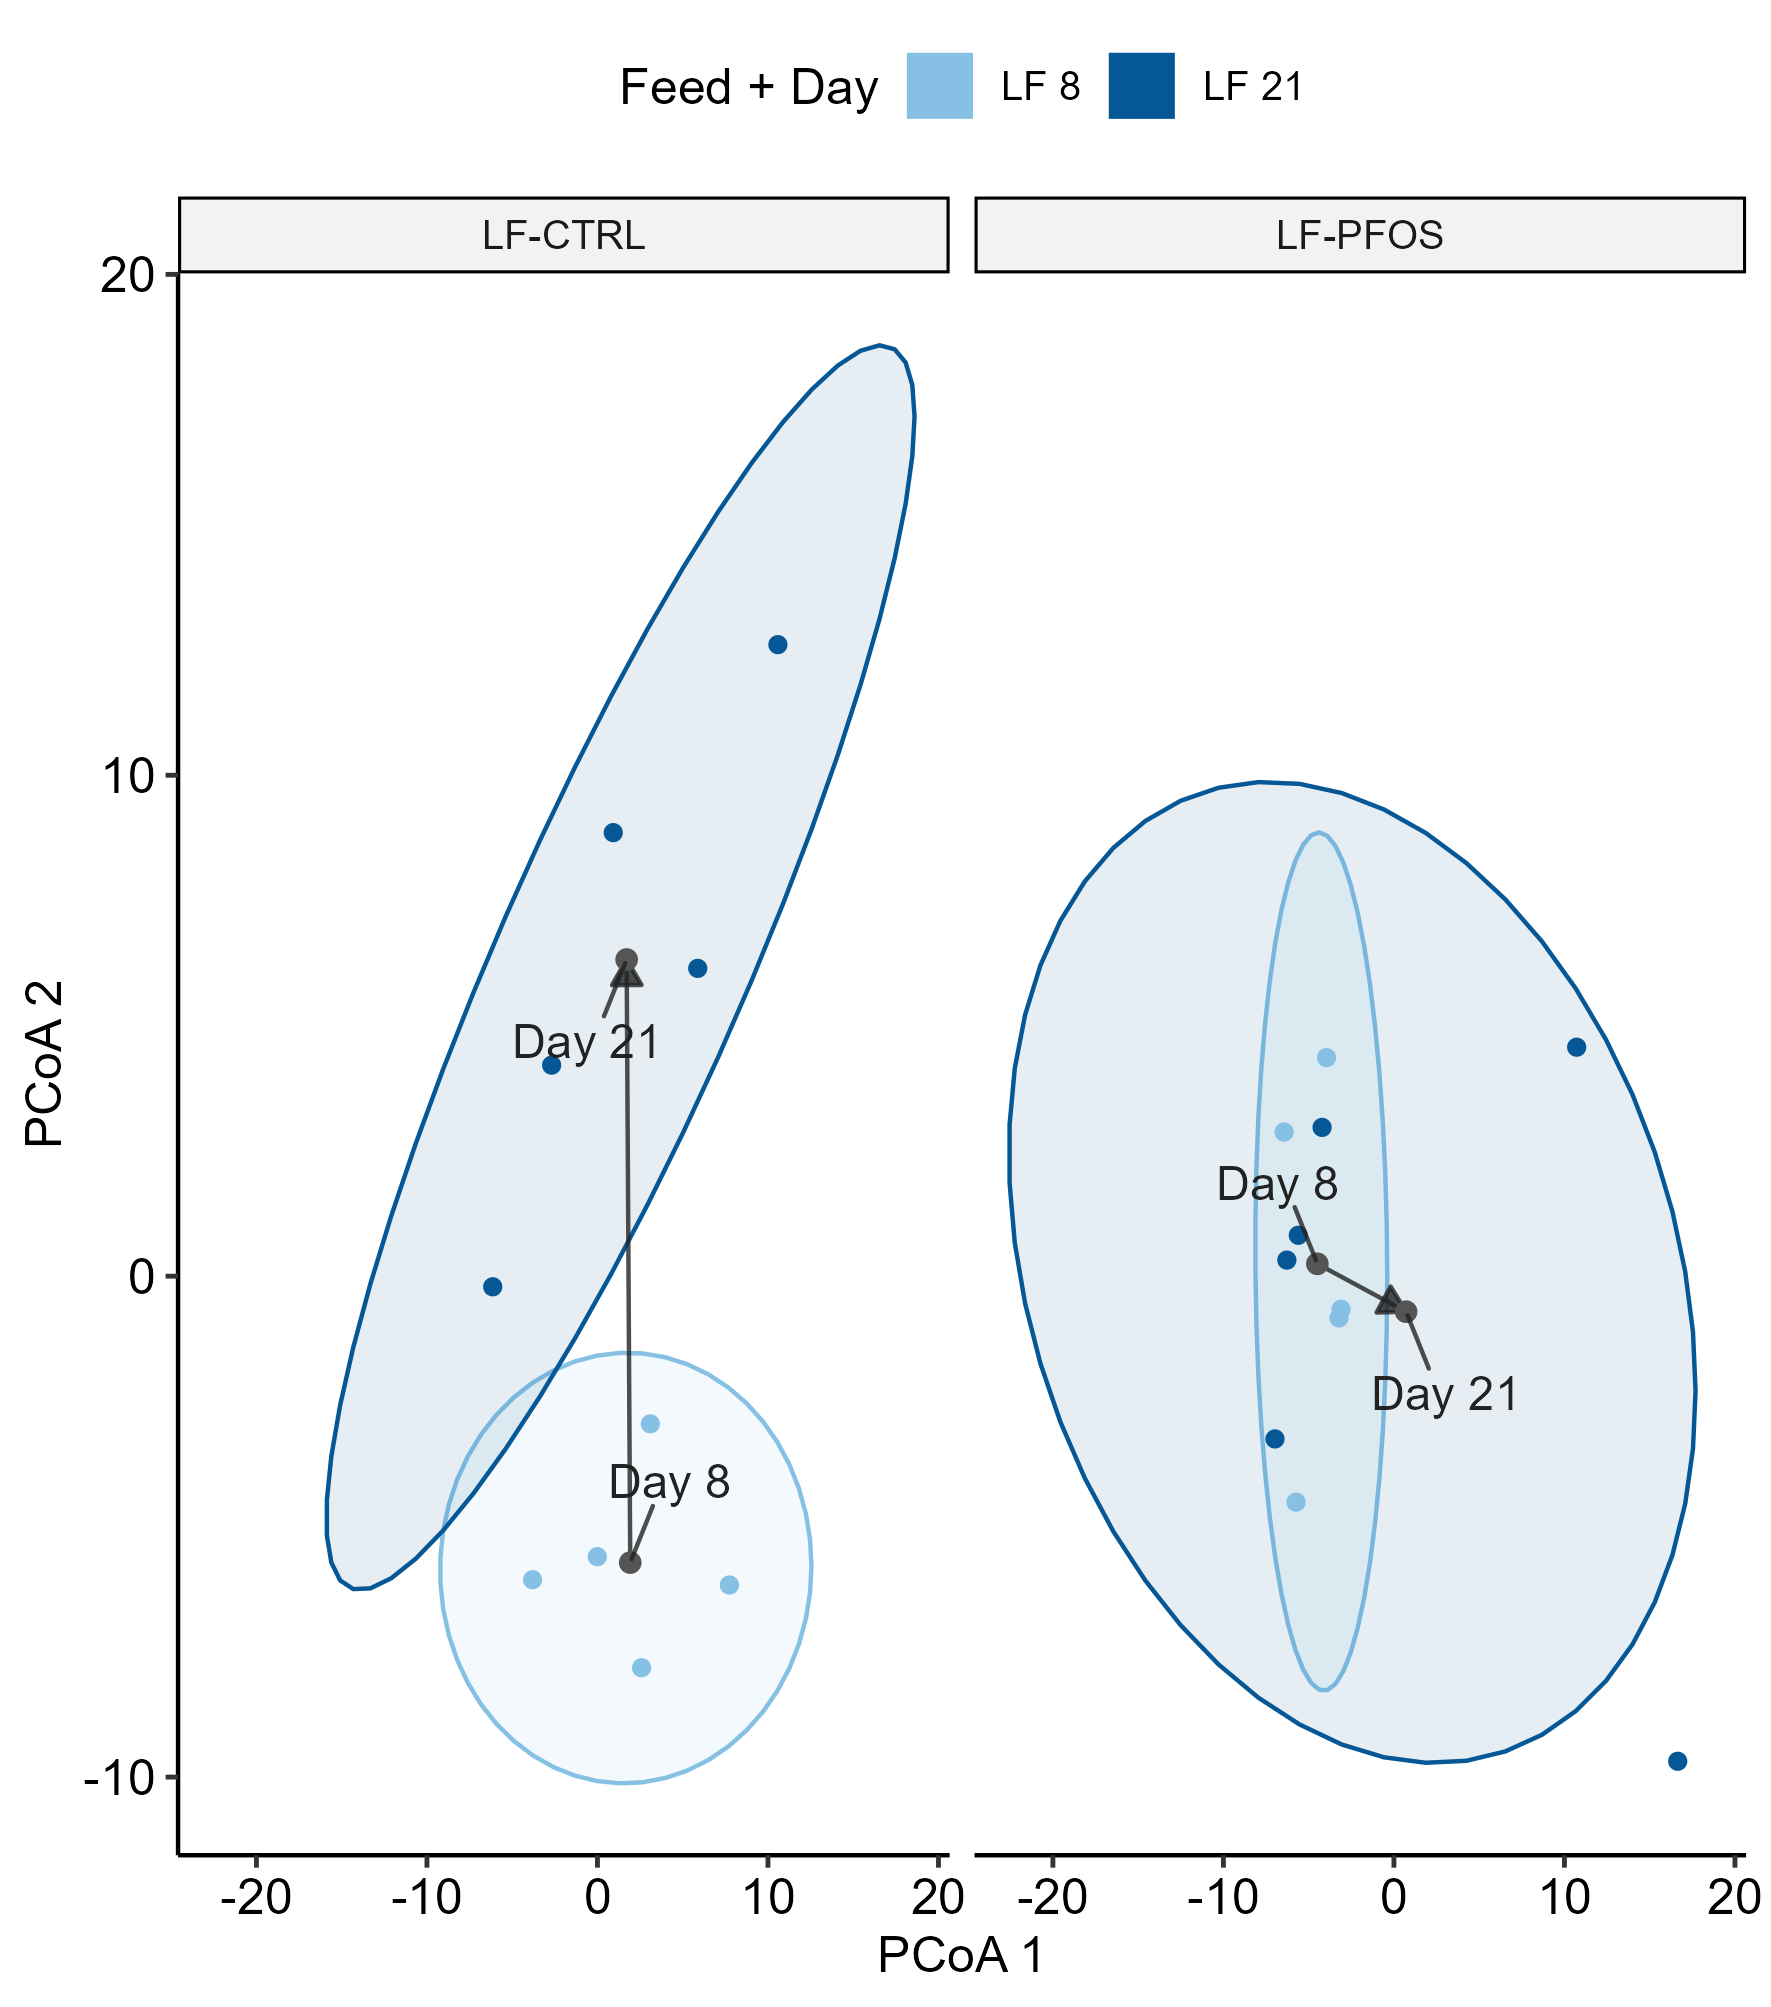 Feed + Day LF 8 LF 21
LF-CTRL LF-PFOS
20
10
0
-10
PCoA 2
Day 21
Day 8
Day 8
Day 21
-20 -10 0 10 20 -20 -10 0 10 20
PCoA 1